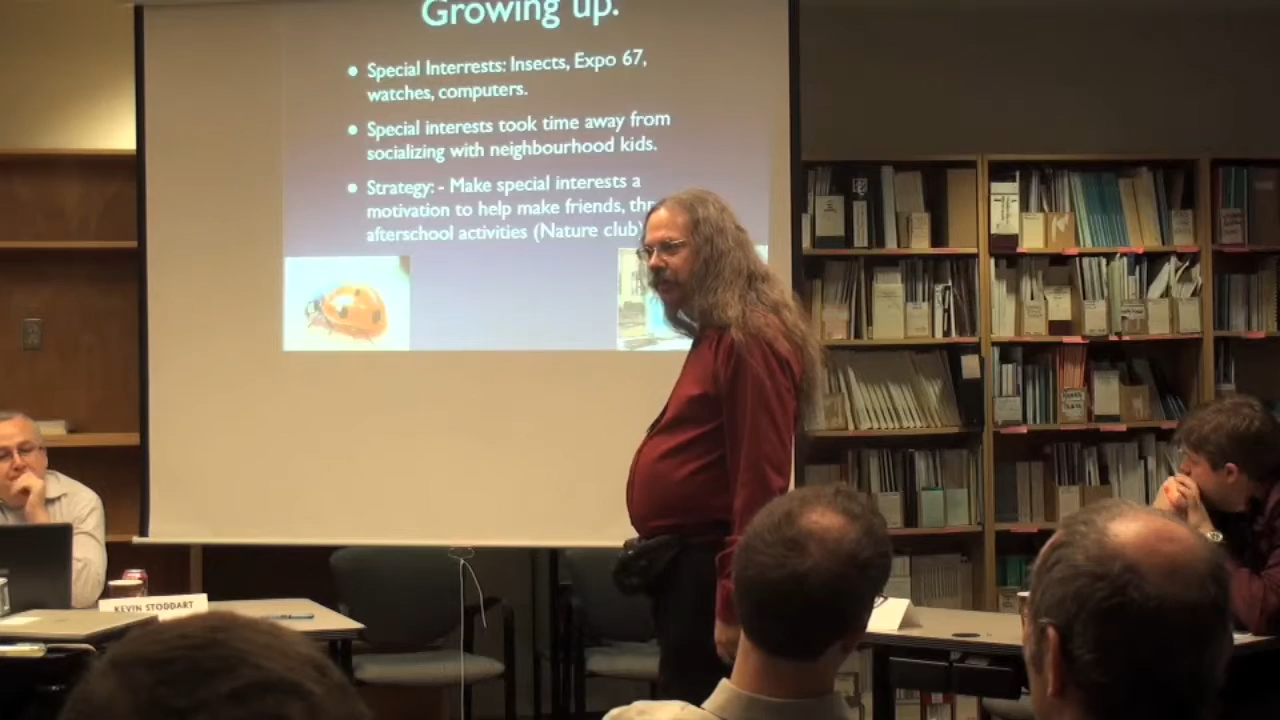 Growing up.
• Special Interrests: Insects, Expo 67,
watches, computers.
• Special interests took time away from
socializing with neighbourhood kids.
• Strategy: - Make special interests a
motivation to help make friends, thr
afterschool activities (Nature club)
KEVIN STODDART